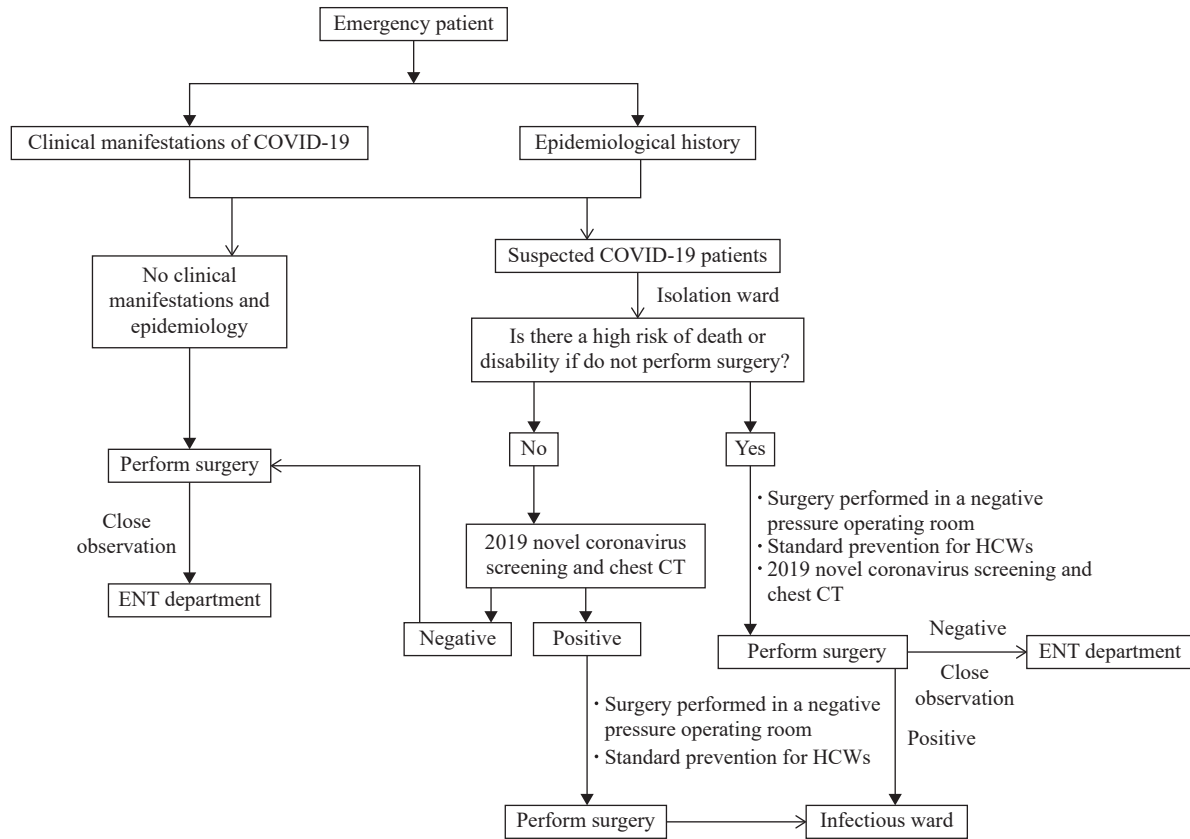 Emergency patient
Clinical manifestations of COVID-19
Epidemiological history
No clinical
manifestations and
epidemiology
Suspected COVID-19 patients
Isolation ward
Is there a high risk of death or
disability if do not perform surgery?
No
Yes
Perform surgery
Close
observation
ENT department
2019 novel coronavirus
screening and chest CT
Negative
Positive
· Surgery performed in a negative
pressure operating room
· Standard prevention for HCWs
· 2019 novel coronavirus screening and
chest CT
Perform surgery
Negative
Close
observation
ENT department
Positive
· Surgery performed in a negative
pressure operating room
· Standard prevention for HCWs
Perform surgery
Infectious ward